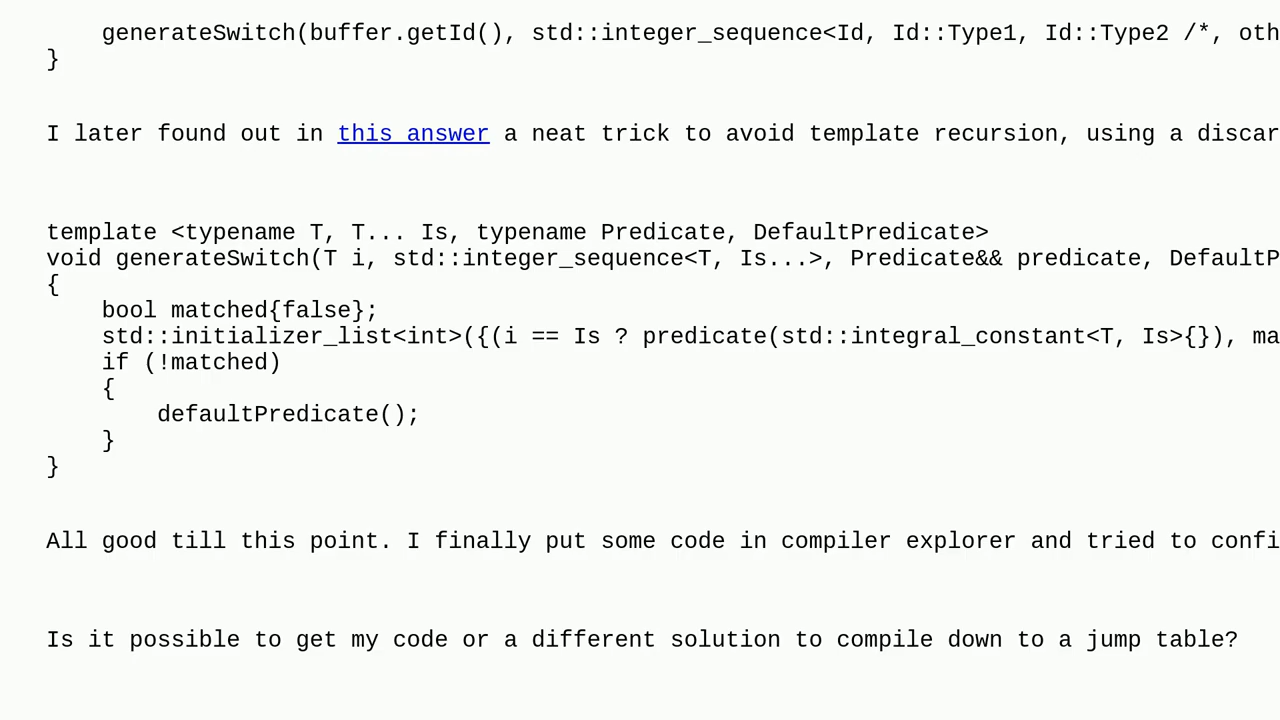 generateSwitch(buffer.getId(), std::integer_sequence<Id, Id::Type1, Id::Type2 /*, oth
}
I later found out in this answer a neat trick to avoid template recursion, using a discar
template <typename T, T... Is, typename Predicate, DefaultPredicate>
void generateSwitch(T i, std::integer_sequence<T, Is...>, Predicate&& predicate, DefaultP
{
    bool matched{false};
    std::initializer_list<int>({(i == Is ? predicate(std::integral_constant<T, Is>{}), ma
    if (!matched)
    {
        defaultPredicate();
    }
}
All good till this point. I finally put some code in compiler explorer and tried to confi
Is it possible to get my code or a different solution to compile down to a jump table?